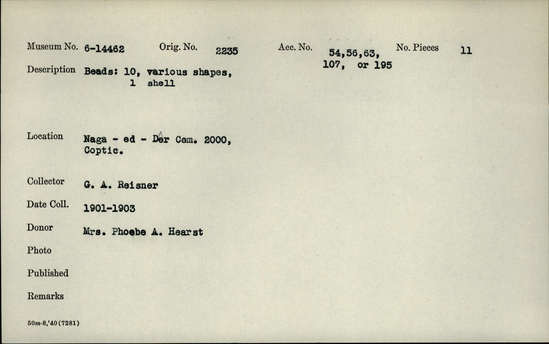 Museum No. 6-14462 Orig. No. 2235 Acc. No. 54,56,63, No. Pieces 11
107, or 195
Description Beads: 10, various shapes,
1 shell
Location Naga - ed - Dêr Cem. 2000,
Coptic.
Collector G. A. Reisner
Date Coll. 1901-1903
Donor Mrs. Phoebe A. Hearst
Photo
Published
Remarks
50m-8,'40(7281)